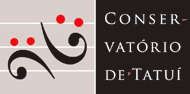 Conser-
vatório
de Tatuí